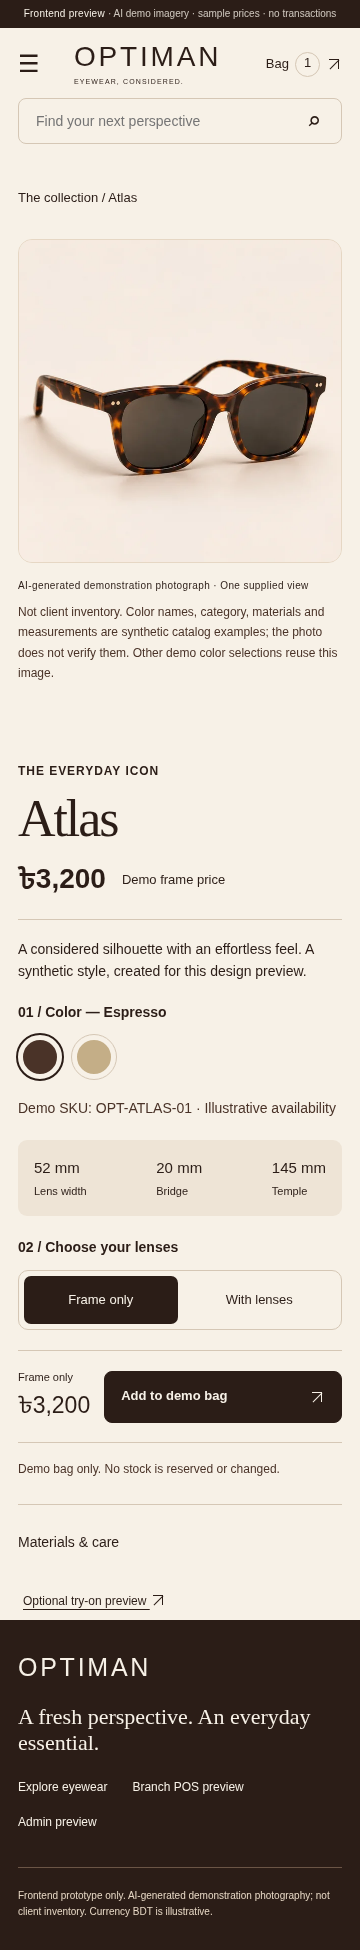 Frontend preview · AI demo imagery · sample prices · no transactions
OPTIMAN
EYEWEAR, CONSIDERED.
Bag 1
Find your next perspective
The collection / Atlas
AI-generated demonstration photograph · One supplied view
Not client inventory. Color names, category, materials and
measurements are synthetic catalog examples; the photo
does not verify them. Other demo color selections reuse this
image.
THE EVERYDAY ICON
Atlas
৳3,200 Demo frame price
A considered silhouette with an effortless feel. A
synthetic style, created for this design preview.
01 / Color — Espresso
Demo SKU: OPT-ATLAS-01 · Illustrative availability
52 mm 20 mm 145 mm
Lens width Bridge Temple
02 / Choose your lenses
Frame only With lenses
Frame only
৳3,200
Add to demo bag
Demo bag only. No stock is reserved or changed.
Materials & care
Optional try-on preview
OPTIMAN
A fresh perspective. An everyday
essential.
Explore eyewear Branch POS preview
Admin preview
Frontend prototype only. AI-generated demonstration photography; not
client inventory. Currency BDT is illustrative.